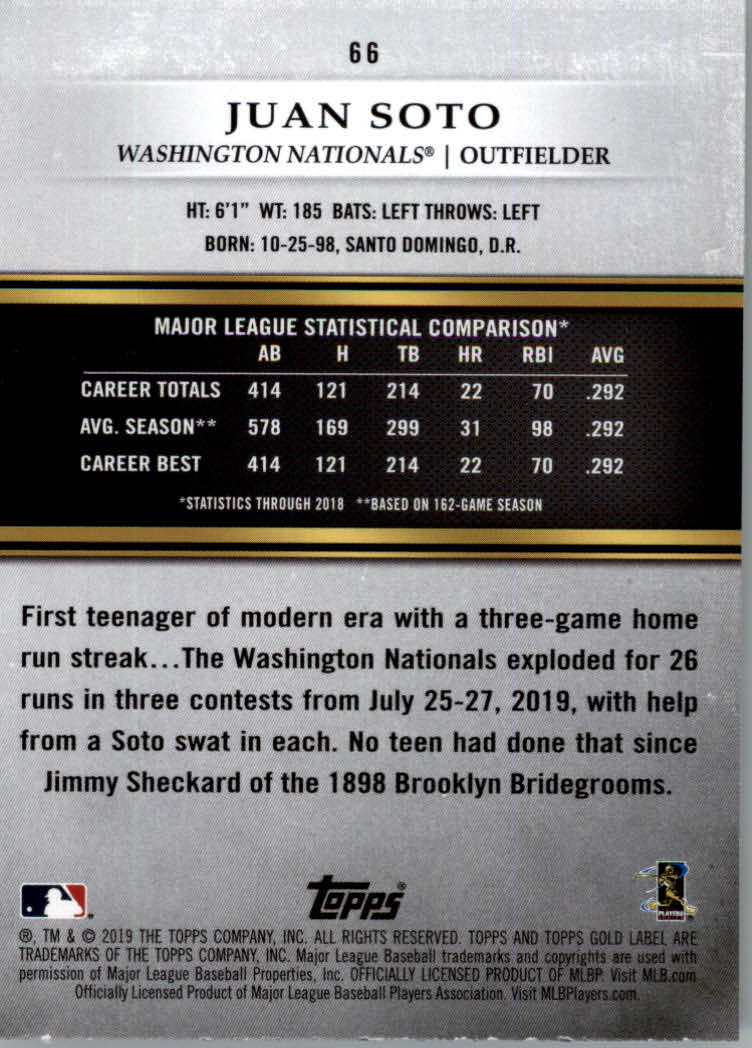 66
JUAN SOTO
WASHINGTON NATIONALS® | OUTFIELDER
HT: 6'1" WT: 185 BATS: LEFT THROWS: LEFT
BORN: 10-25-98, SANTO DOMINGO, D.R.
MAJOR LEAGUE STATISTICAL COMPARISON*
AB H TB HR RBI AVG
CAREER TOTALS 414 121 214 22 70 .292
AVG. SEASON** 578 169 299 31 98 .292
CAREER BEST 414 121 214 22 70 .292
*STATISTICS THROUGH 2018 **BASED ON 162-GAME SEASON
First teenager of modern era with a three-game home
run streak...The Washington Nationals exploded for 26
runs in three contests from July 25-27, 2019, with help
from a Soto swat in each. No teen had done that since
Jimmy Sheckard of the 1898 Brooklyn Bridegrooms.
Topps®
PLAYERS
®, TM & © 2019 THE TOPPS COMPANY, INC. ALL RIGHTS RESERVED. TOPPS AND TOPPS GOLD LABEL ARE
TRADEMARKS OF THE TOPPS COMPANY, INC. Major League Baseball trademarks and copyrights are used with
permission of Major League Baseball Properties, Inc. OFFICIALLY LICENSED PRODUCT OF MLBP. Visit MLB.com
Officially Licensed Product of Major League Baseball Players Association. Visit MLBPlayers.com.